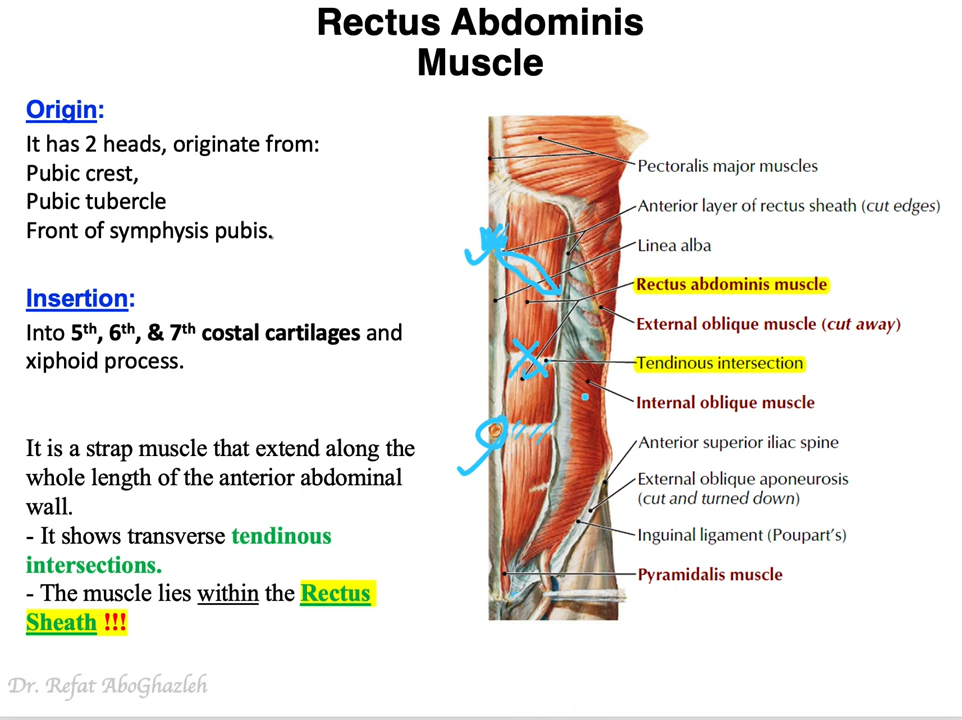 Rectus Abdominis
Muscle
Origin:
It has 2 heads, originate from:
Pubic crest,
Pubic tubercle
Front of symphysis pubis.
Insertion:
Into 5th, 6th, & 7th costal cartilages and
xiphoid process.
It is a strap muscle that extend along the
whole length of the anterior abdominal
wall.
- It shows transverse tendinous
intersections.
- The muscle lies within the Rectus
Sheath !!!
Pectoralis major muscles
Anterior layer of rectus sheath (cut edges)
Linea alba
Rectus abdominis muscle
External oblique muscle (cut away)
Tendinous intersection
Internal oblique muscle
Anterior superior iliac spine
External oblique aponeurosis
(cut and turned down)
Inguinal ligament (Poupart's)
Pyramidalis muscle
Dr. Refat AboGhazleh